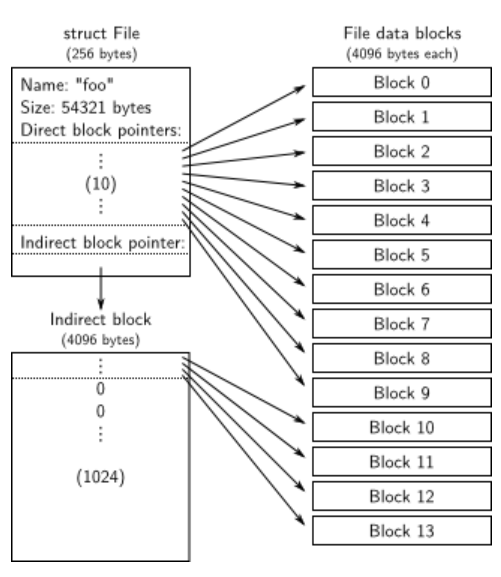 struct File
(256 bytes)
Name: "foo"
Size: 54321 bytes
Direct block pointers:
⋮
(10)
⋮
Indirect block pointer:
Indirect block
(4096 bytes)
⋮
0
0
⋮
(1024)
File data blocks
(4096 bytes each)
Block 0
Block 1
Block 2
Block 3
Block 4
Block 5
Block 6
Block 7
Block 8
Block 9
Block 10
Block 11
Block 12
Block 13